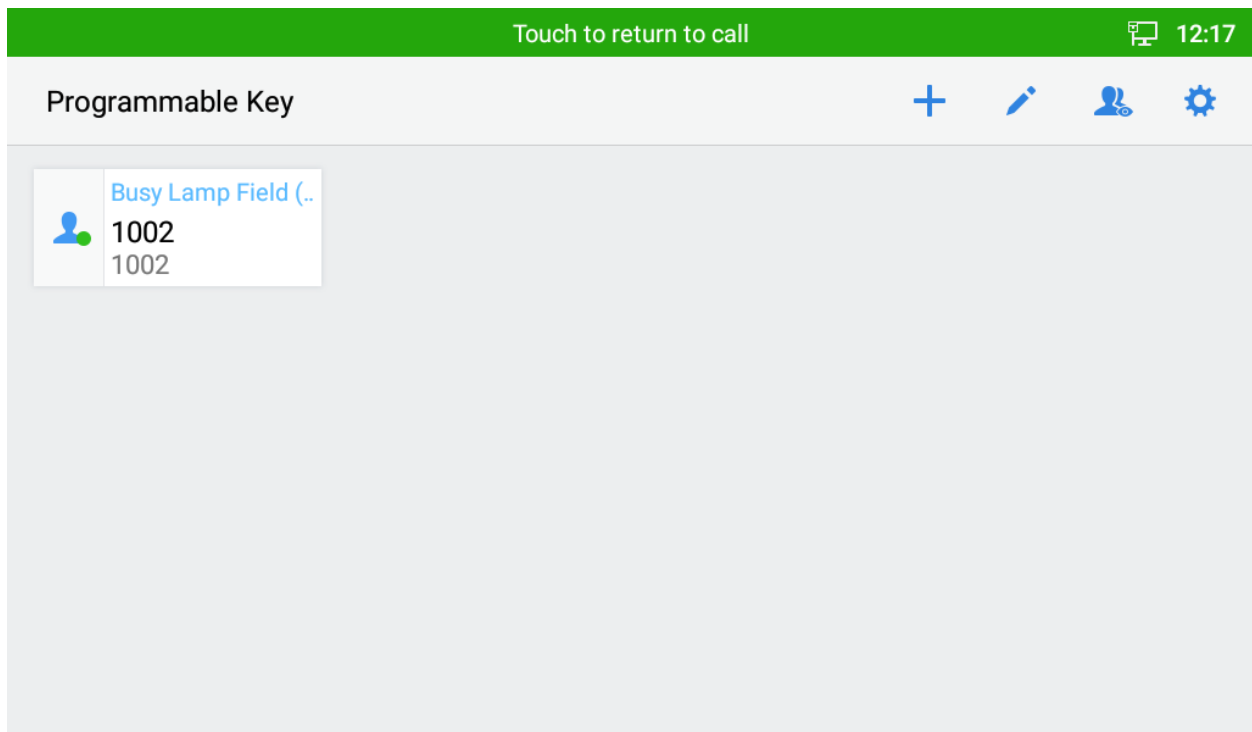 Touch to return to call
12:17
Programmable Key
Busy Lamp Field (..
1002
1002